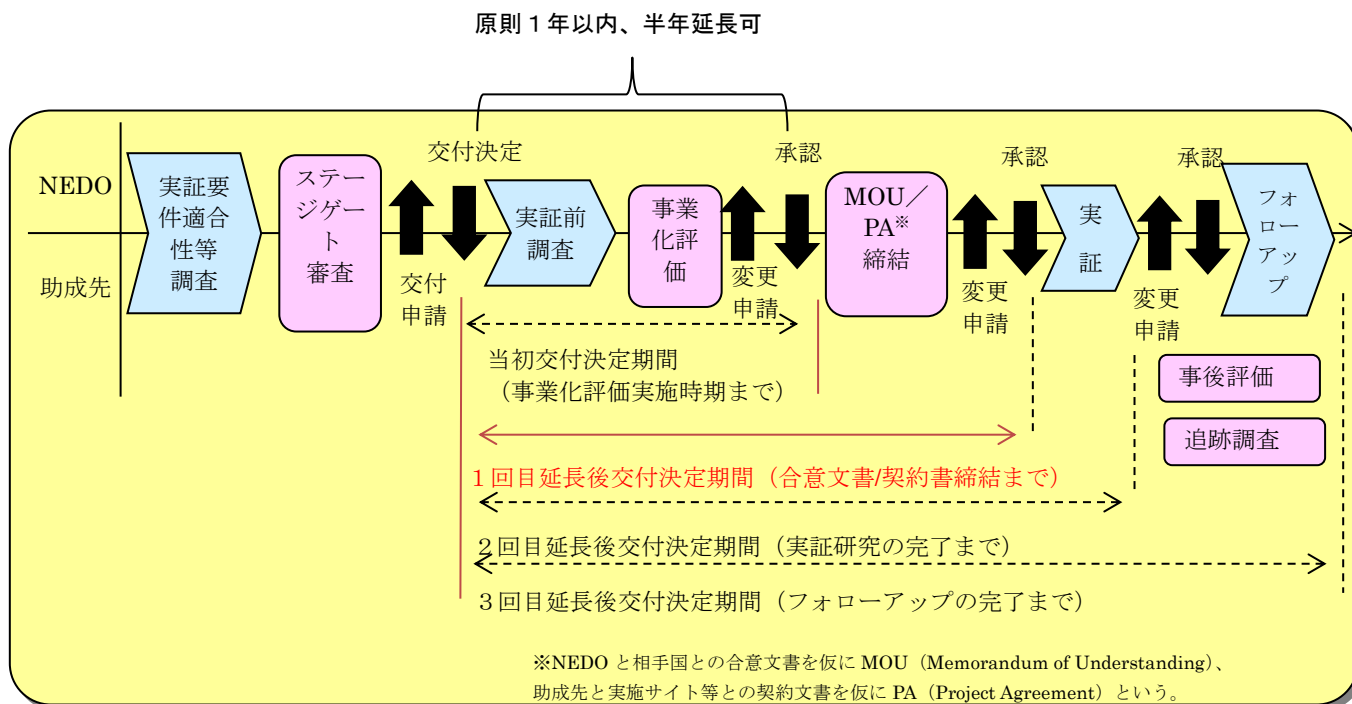 原則１年以内、半年延長可
交付決定
承認
承認
承認
NEDO
助成先
実証要
件適合
性等
調査
ステー
ジゲー
ト
審査
交付
申請
実証前
調査
事業
化評
価
変更
申請
MOU／
PA※
締結
変更
申請
実
証
変更
申請
フォ
ロー
アッ
プ
当初交付決定期間
（事業化評価実施時期まで）
事後評価
追跡調査
１回目延長後交付決定期間（合意文書/契約書締結まで）
２回目延長後交付決定期間（実証研究の完了まで）
３回目延長後交付決定期間（フォローアップの完了まで）
※NEDO と相手国との合意文書を仮に MOU（Memorandum of Understanding）、
助成先と実施サイト等との契約文書を仮に PA（Project Agreement）という。